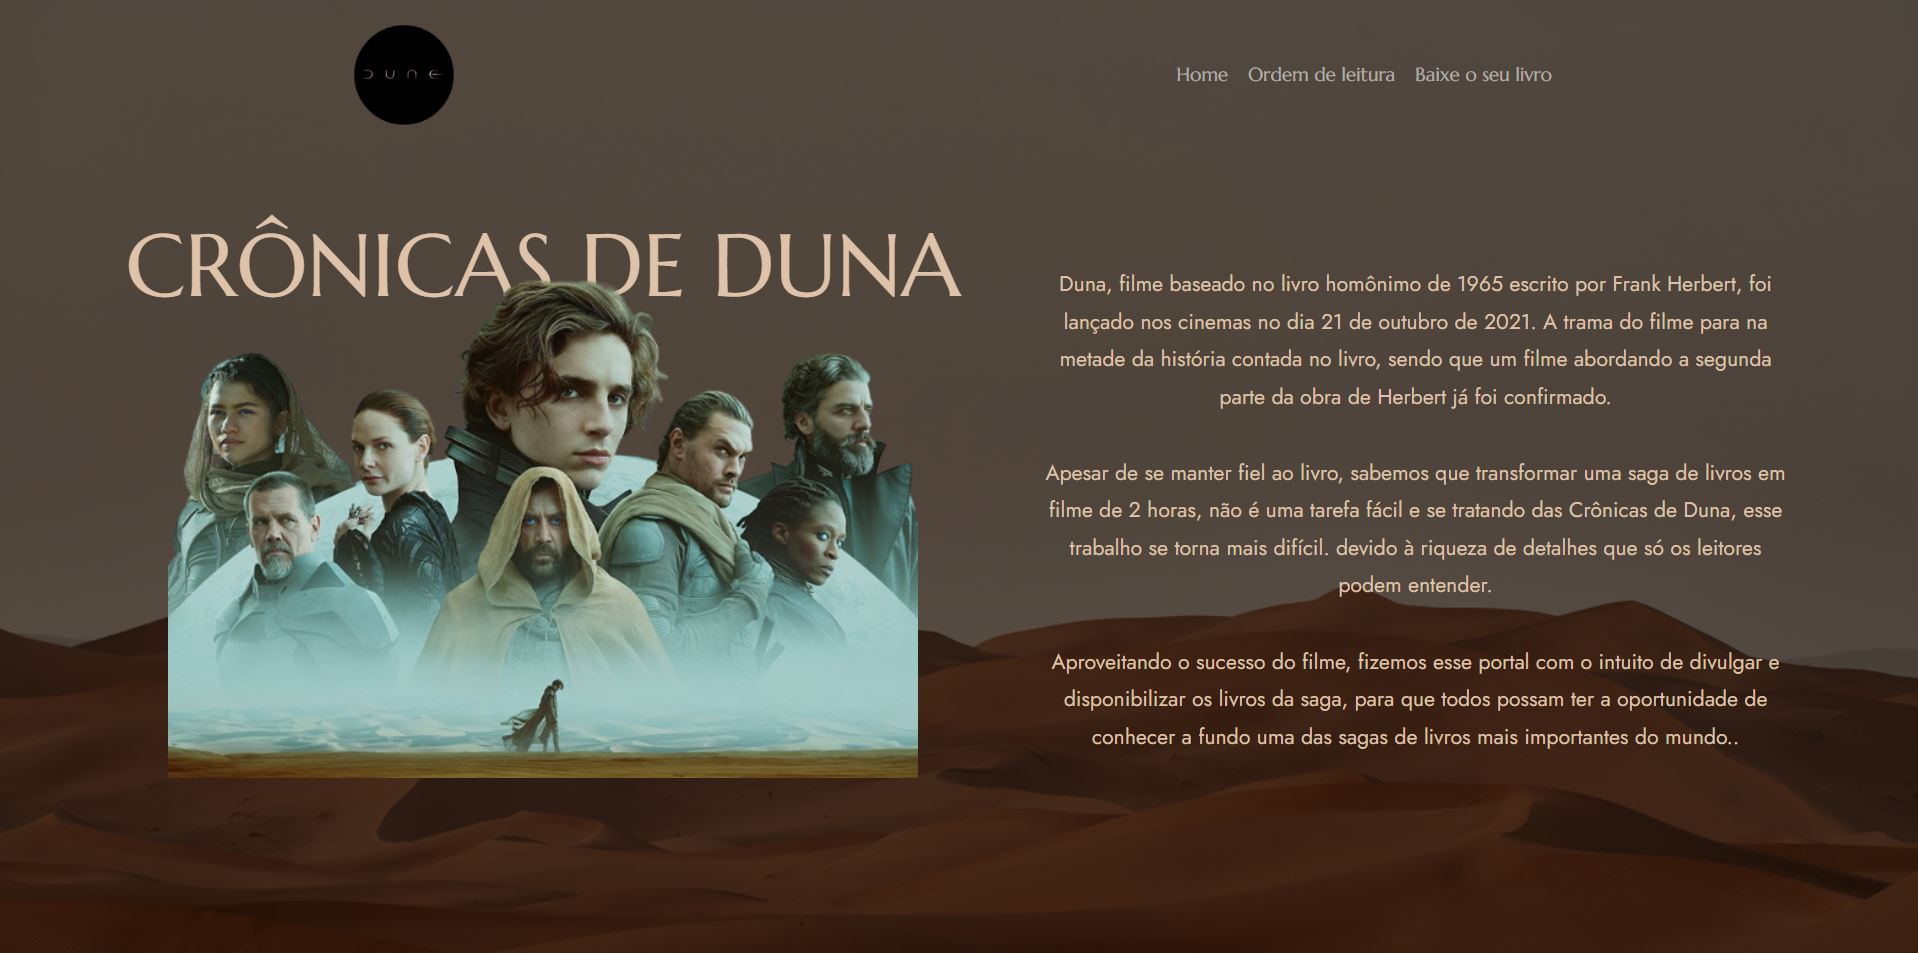 DUNE
Home Ordem de leitura Baixe o seu livro
CRÔNICAS DE DUNA
Duna, filme baseado no livro homônimo de 1965 escrito por Frank Herbert, foi
lançado nos cinemas no dia 21 de outubro de 2021. A trama do filme para na
metade da história contada no livro, sendo que um filme abordando a segunda
parte da obra de Herbert já foi confirmado.
Apesar de se manter fiel ao livro, sabemos que transformar uma saga de livros em
filme de 2 horas, não é uma tarefa fácil e se tratando das Crônicas de Duna, esse
trabalho se torna mais difícil. devido à riqueza de detalhes que só os leitores
podem entender.
Aproveitando o sucesso do filme, fizemos esse portal com o intuito de divulgar e
disponibilizar os livros da saga, para que todos possam ter a oportunidade de
conhecer a fundo uma das sagas de livros mais importantes do mundo..